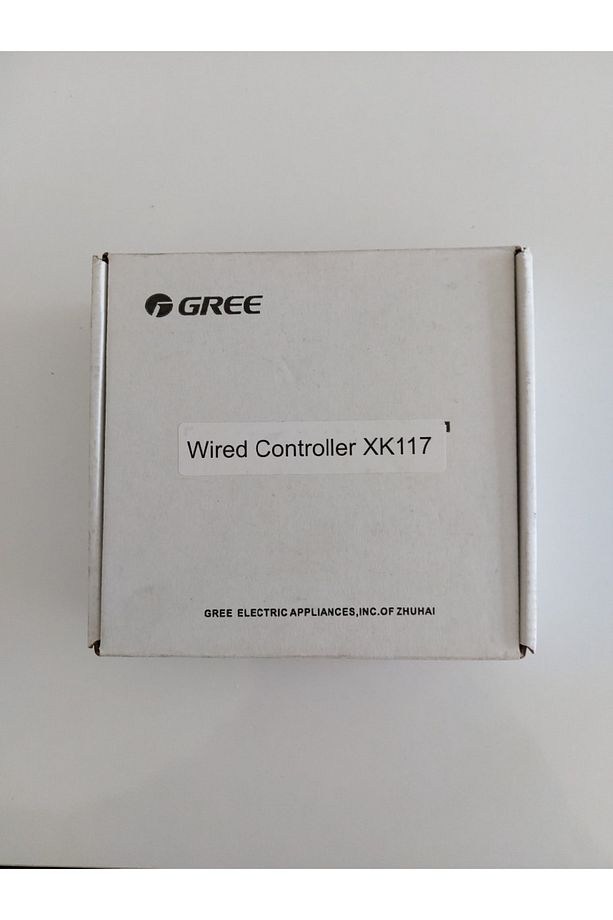 GREE
Wired Controller XK117
GREE ELECTRIC APPLIANCES,INC.OF ZHUHAI